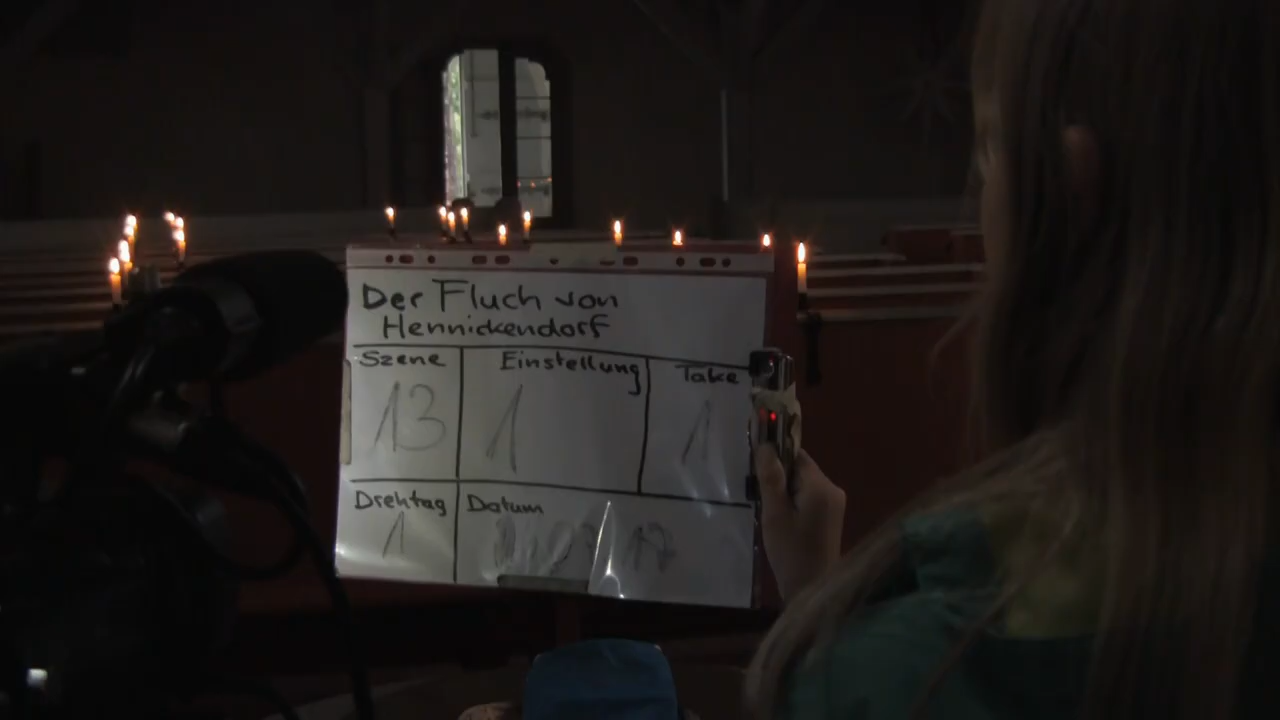 Der Fluch von
Hennickendorf
Szene Einstellung Take
13 1 1
Drehtag Datum
1